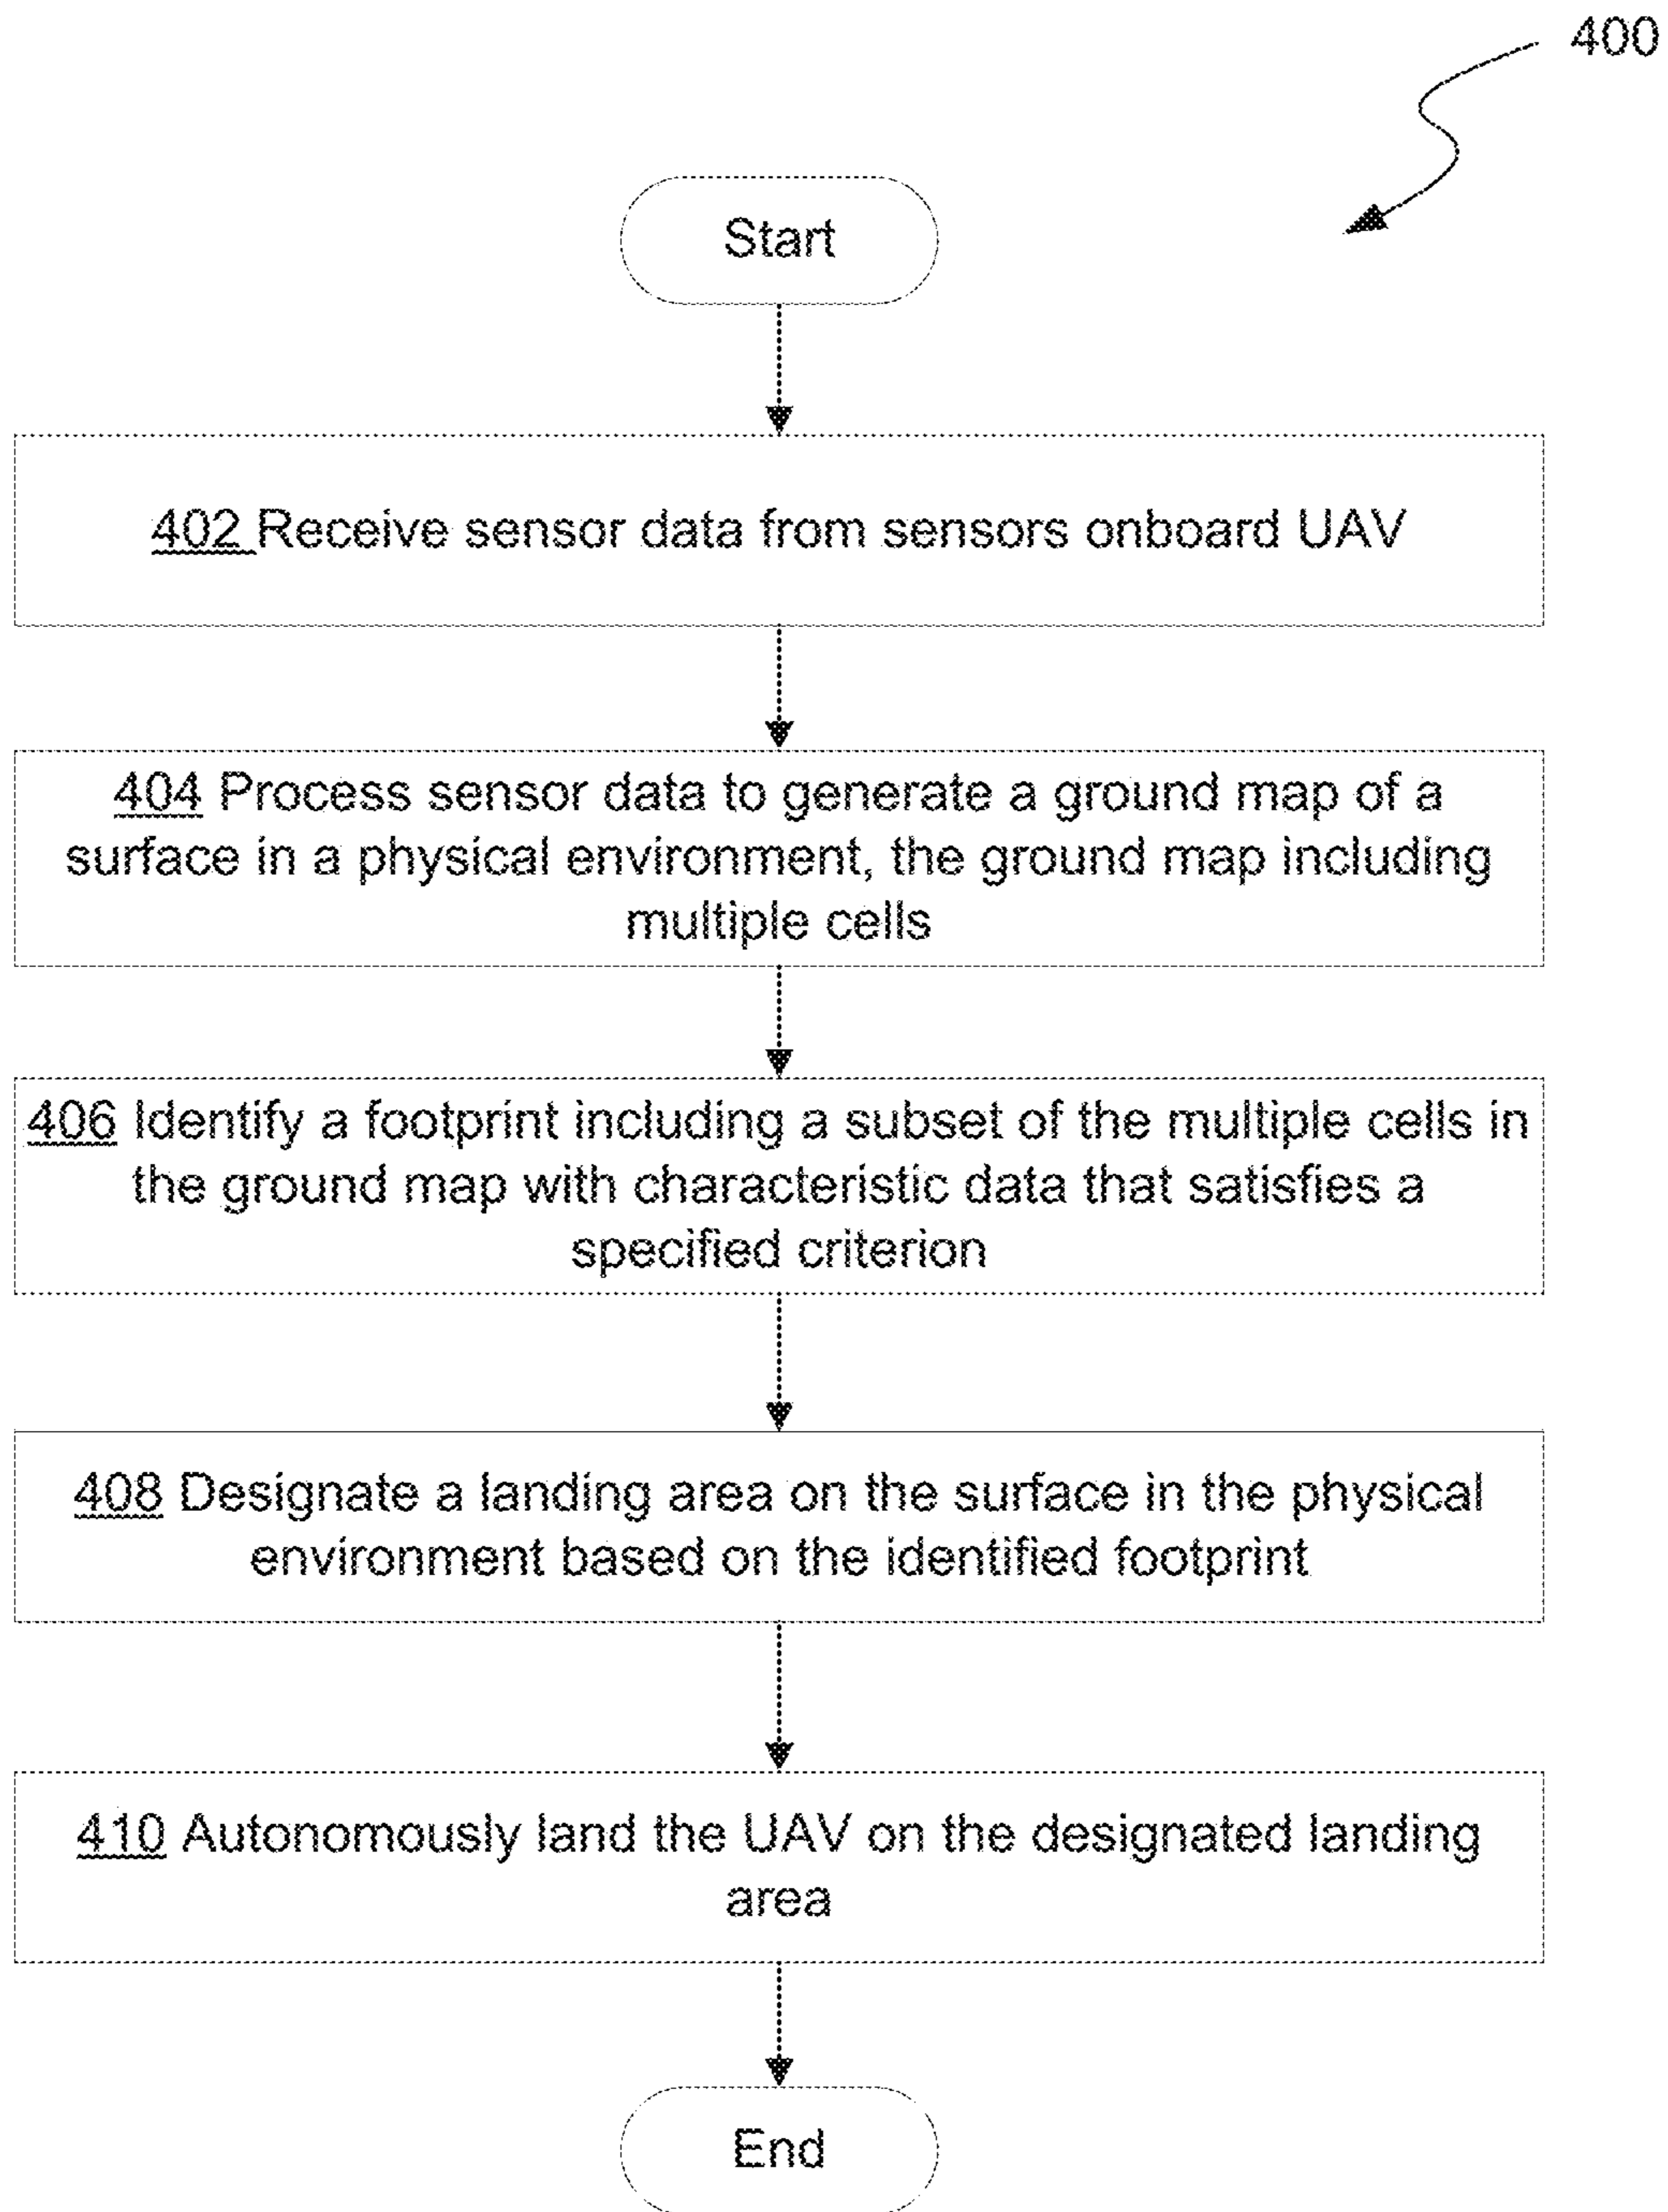 400
Start
402 Receive sensor data from sensors onboard UAV
404 Process sensor data to generate a ground map of a
surface in a physical environment, the ground map including
multiple cells
406 Identify a footprint including a subset of the multiple cells in
the ground map with characteristic data that satisfies a
specified criterion
408 Designate a landing area on the surface in the physical
environment based on the identified footprint
410 Autonomously land the UAV on the designated landing
area
End